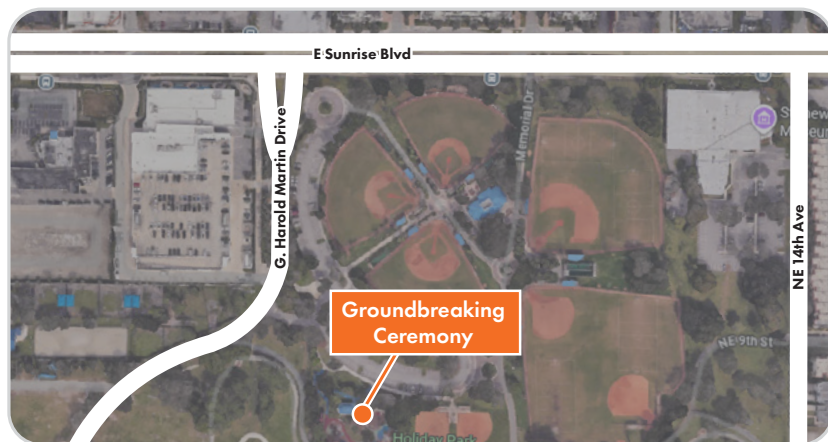 E Sunrise Blvd
G. Harold Martin Drive
Memorial Dr
NE 14th Ave
Groundbreaking
Ceremony
NE 9th St
Holiday Park